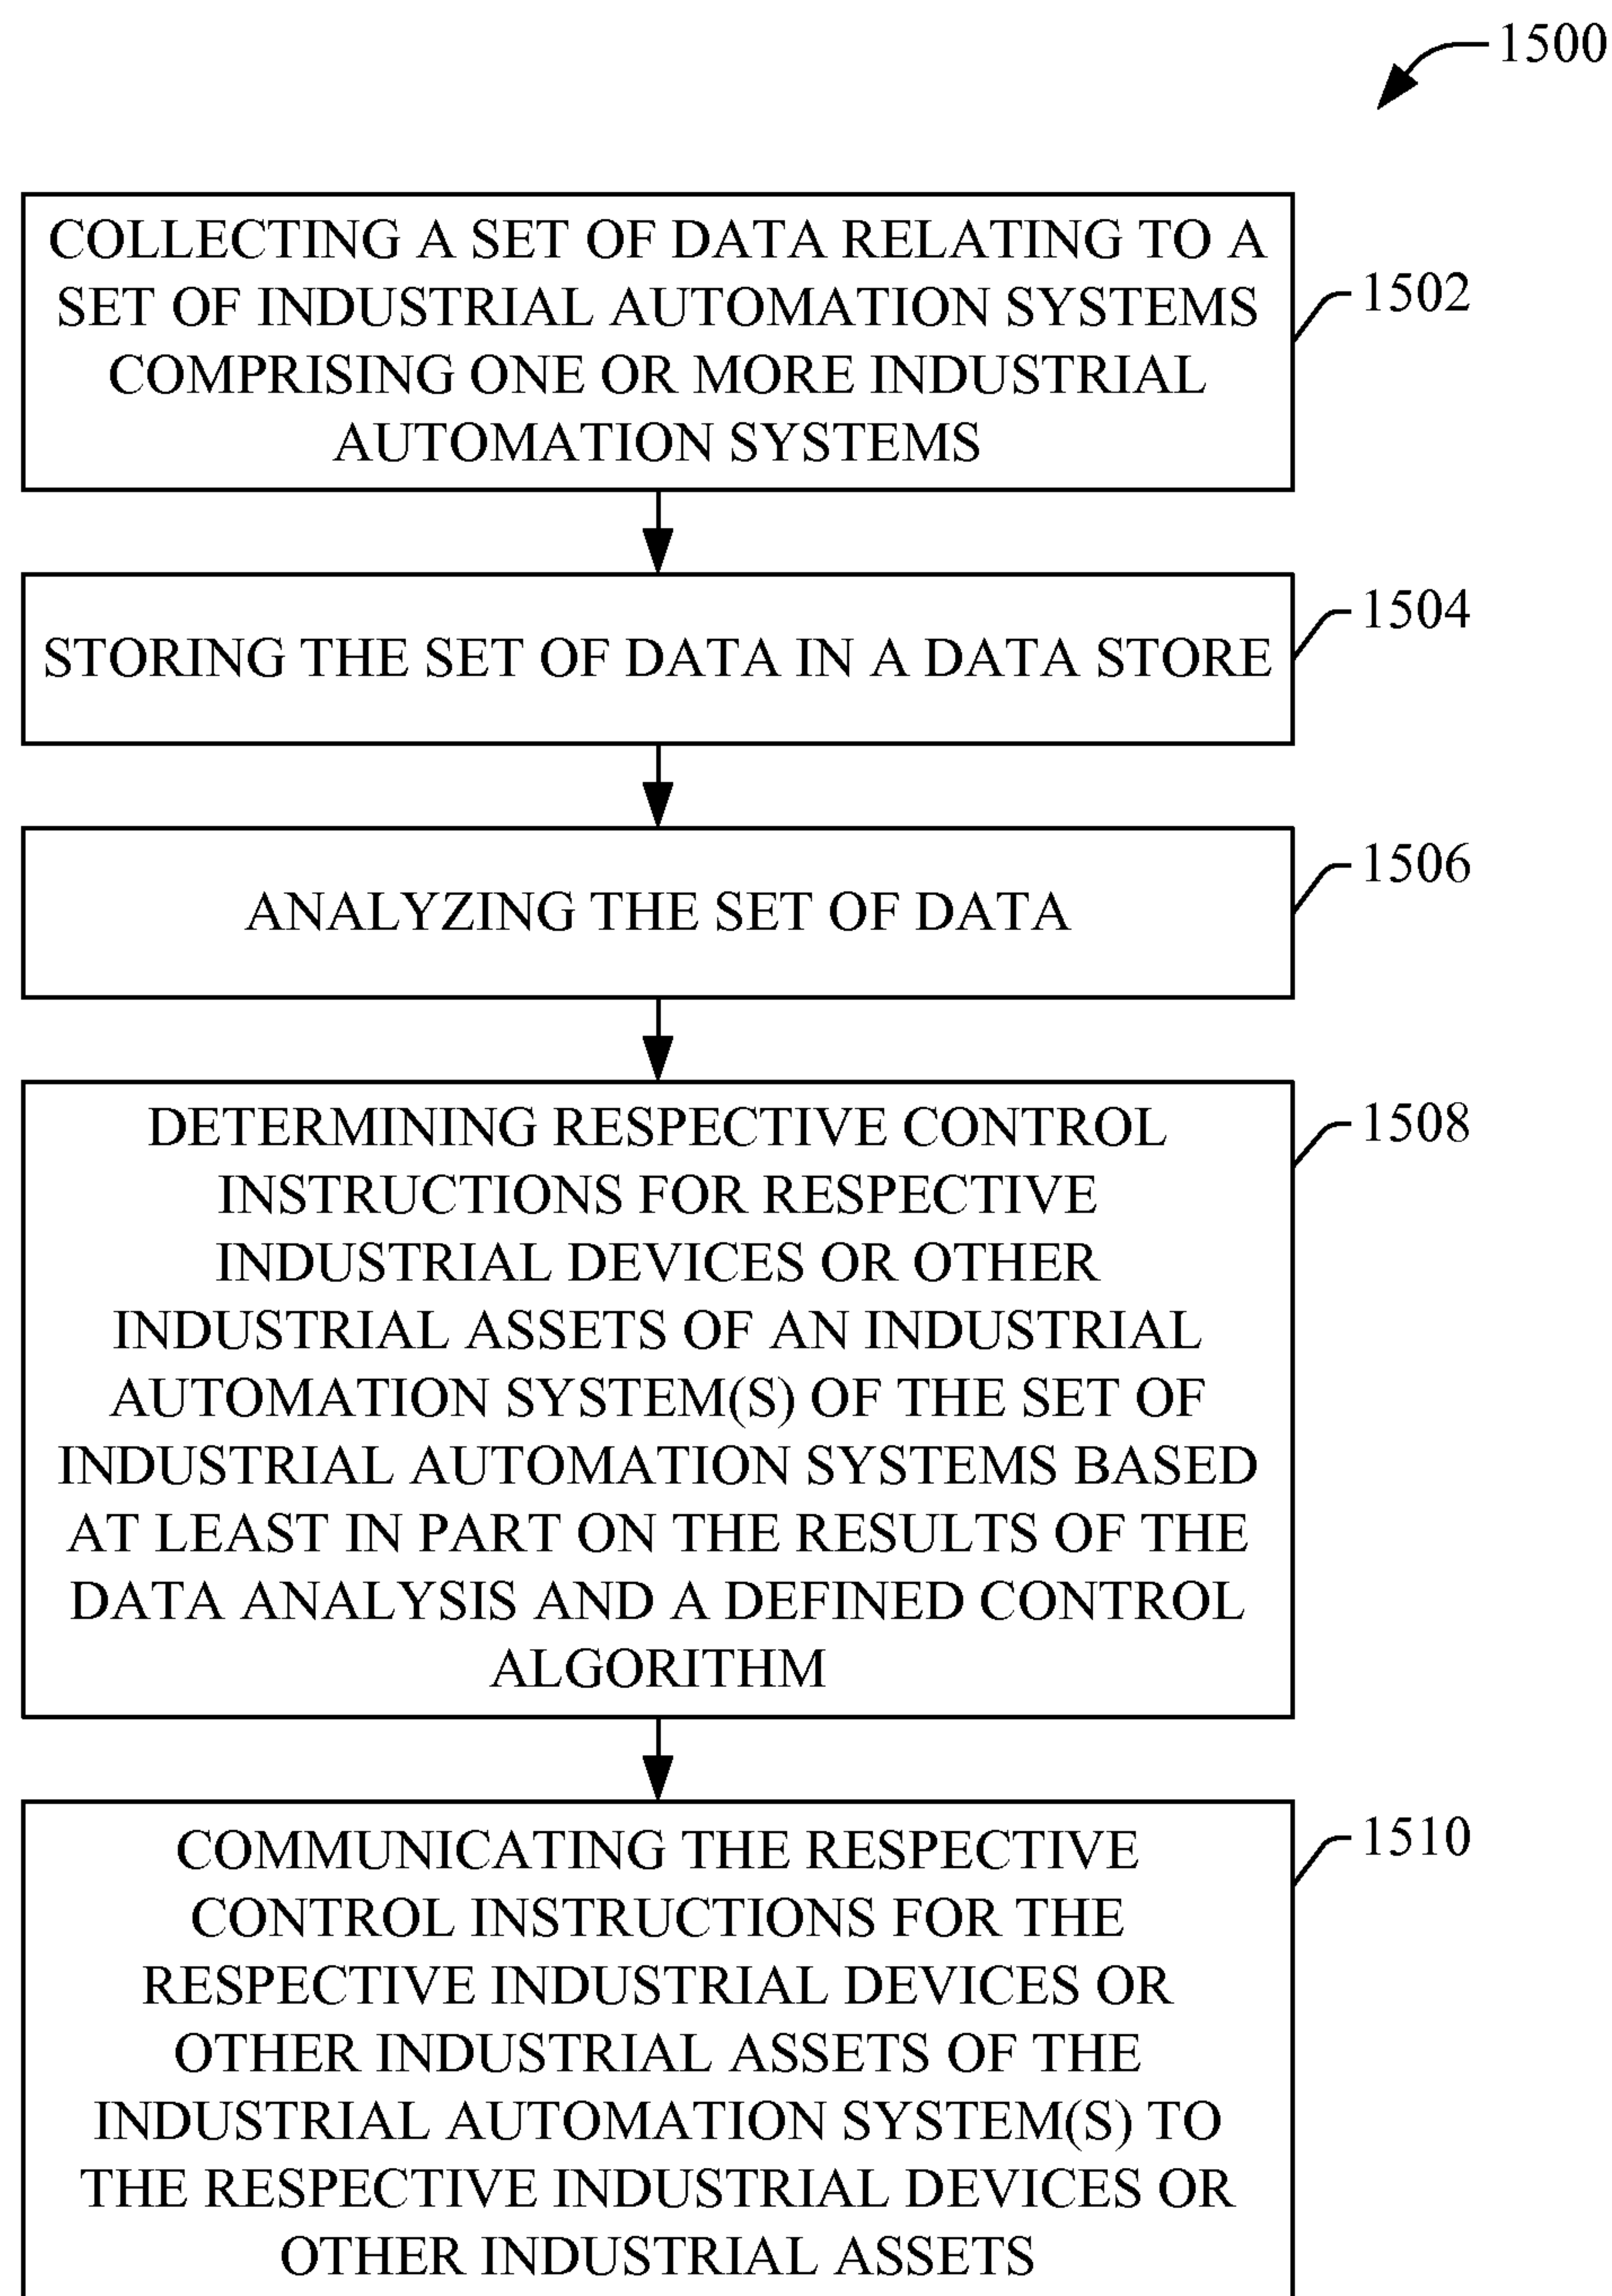 1500
COLLECTING A SET OF DATA RELATING TO A
SET OF INDUSTRIAL AUTOMATION SYSTEMS
COMPRISING ONE OR MORE INDUSTRIAL
AUTOMATION SYSTEMS
1502
STORING THE SET OF DATA IN A DATA STORE
1504
ANALYZING THE SET OF DATA
1506
DETERMINING RESPECTIVE CONTROL
INSTRUCTIONS FOR RESPECTIVE
INDUSTRIAL DEVICES OR OTHER
INDUSTRIAL ASSETS OF AN INDUSTRIAL
AUTOMATION SYSTEM(S) OF THE SET OF
INDUSTRIAL AUTOMATION SYSTEMS BASED
AT LEAST IN PART ON THE RESULTS OF THE
DATA ANALYSIS AND A DEFINED CONTROL
ALGORITHM
1508
COMMUNICATING THE RESPECTIVE
CONTROL INSTRUCTIONS FOR THE
RESPECTIVE INDUSTRIAL DEVICES OR
OTHER INDUSTRIAL ASSETS OF THE
INDUSTRIAL AUTOMATION SYSTEM(S) TO
THE RESPECTIVE INDUSTRIAL DEVICES OR
OTHER INDUSTRIAL ASSETS
1510